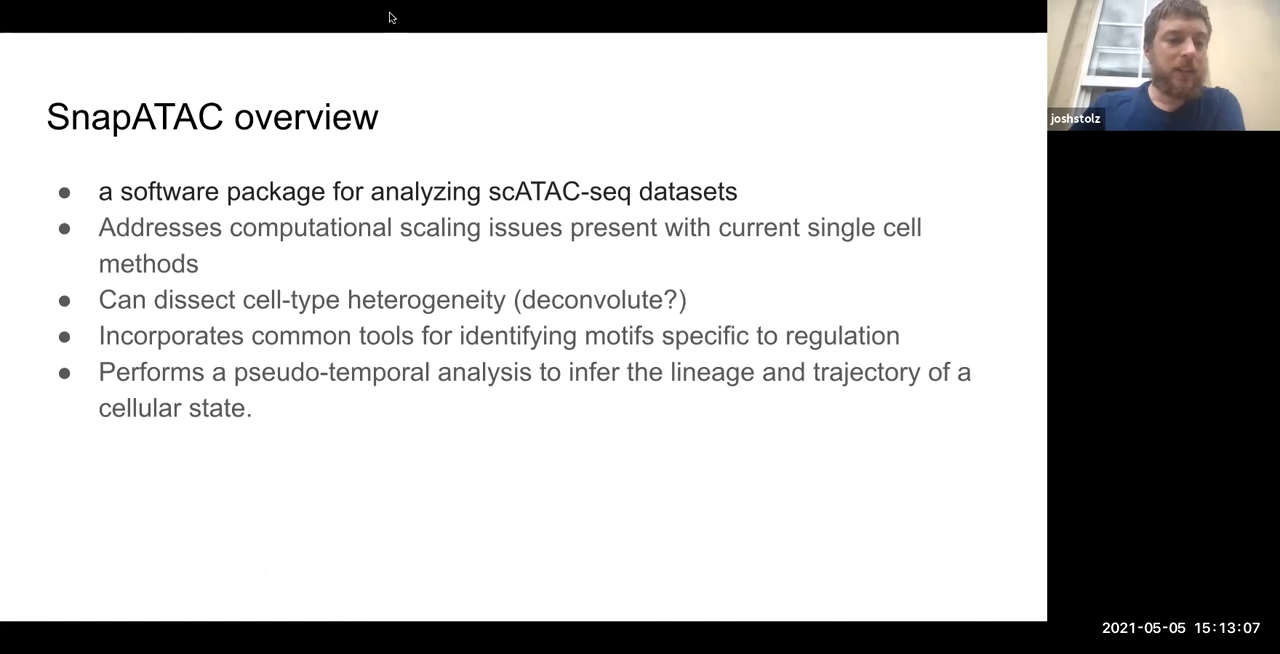 SnapATAC overview
● a software package for analyzing scATAC-seq datasets
● Addresses computational scaling issues present with current single cell
methods
● Can dissect cell-type heterogeneity (deconvolute?)
● Incorporates common tools for identifying motifs specific to regulation
● Performs a pseudo-temporal analysis to infer the lineage and trajectory of a
cellular state.
joshstolz
2021-05-05 15:13:07